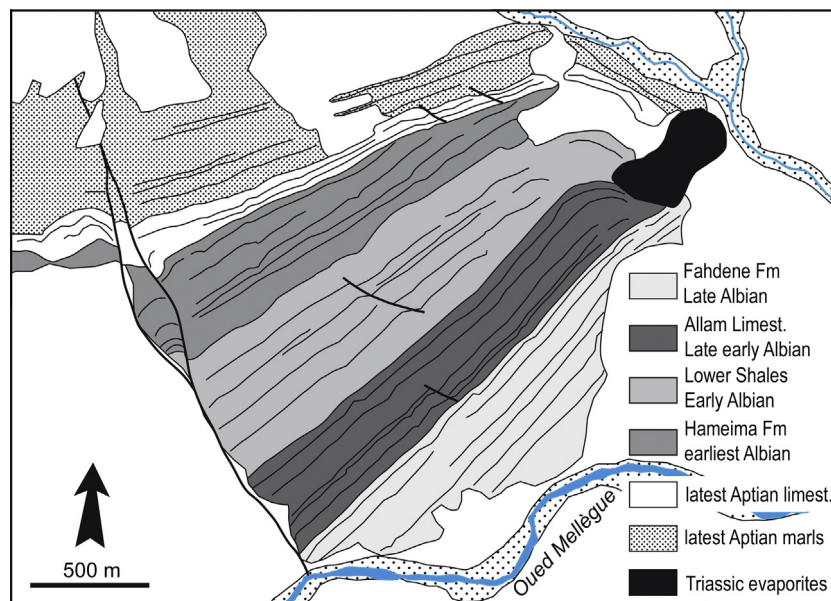 Fahdene Fm
Late Albian
Allam Limest.
Late early Albian
Lower Shales
Early Albian
Hameima Fm
earliest Albian
latest Aptian limest.
latest Aptian marls
Triassic evaporites
Oued Mellègue
500 m